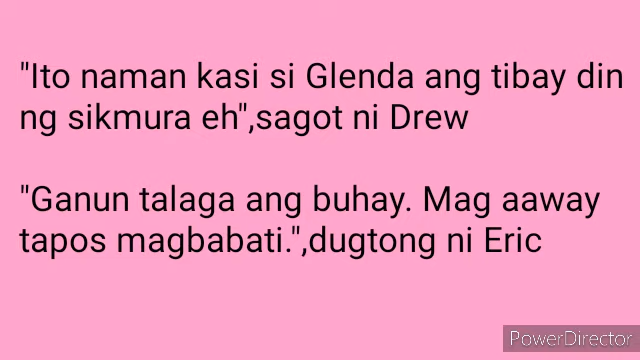 "Ito naman kasi si Glenda ang tibay din
ng sikmura eh",sagot ni Drew
"Ganun talaga ang buhay. Mag aaway
tapos magbabati.",dugtong ni Eric
PowerDirector